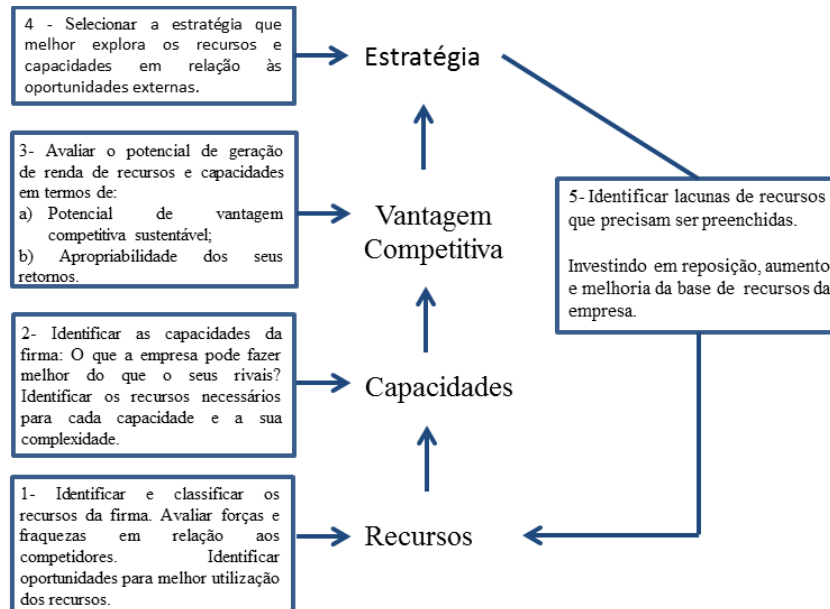 4 - Selecionar a estratégia que
melhor explora os recursos e
capacidades em relação às
oportunidades externas.
Estratégia
3- Avaliar o potencial de geração
de renda de recursos e capacidades
em termos de:
a) Potencial de vantagem
competitiva sustentável;
b) Apropriabilidade dos seus
retornos.
Vantagem
Competitiva
5- Identificar lacunas de recursos
que precisam ser preenchidas.
Investindo em reposição, aumento
e melhoria da base de recursos da
empresa.
2- Identificar as capacidades da
firma: O que a empresa pode fazer
melhor do que o seus rivais?
Identificar os recursos necessários
para cada capacidade e a sua
complexidade.
Capacidades
1- Identificar e classificar os
recursos da firma. Avaliar forças e
fraquezas em relação aos
competidores. Identificar
oportunidades para melhor utilização
dos recursos.
Recursos